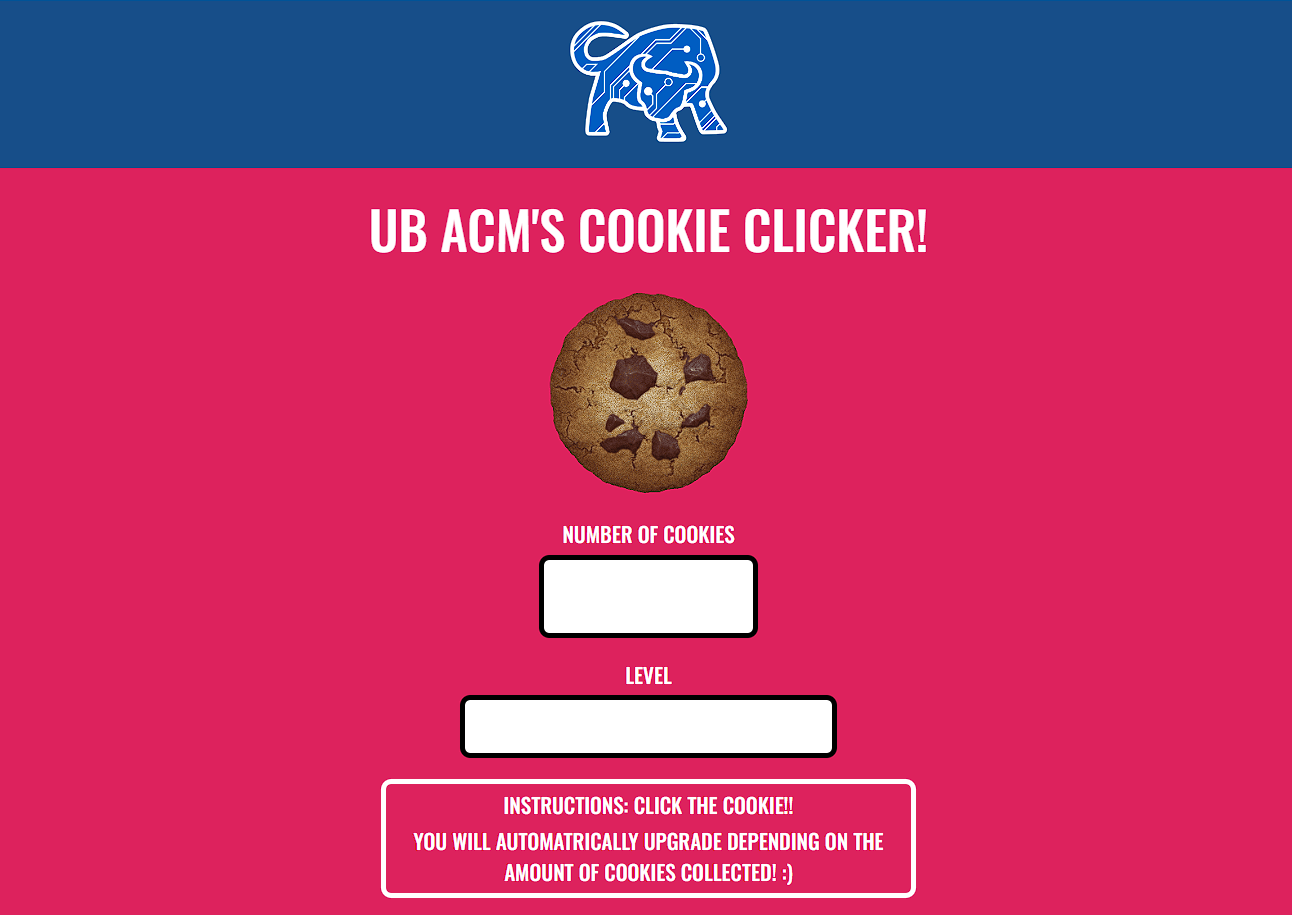 UB ACM'S COOKIE CLICKER!
NUMBER OF COOKIES
LEVEL
INSTRUCTIONS: CLICK THE COOKIE!!
YOU WILL AUTOMATRICALLY UPGRADE DEPENDING ON THE
AMOUNT OF COOKIES COLLECTED! :)